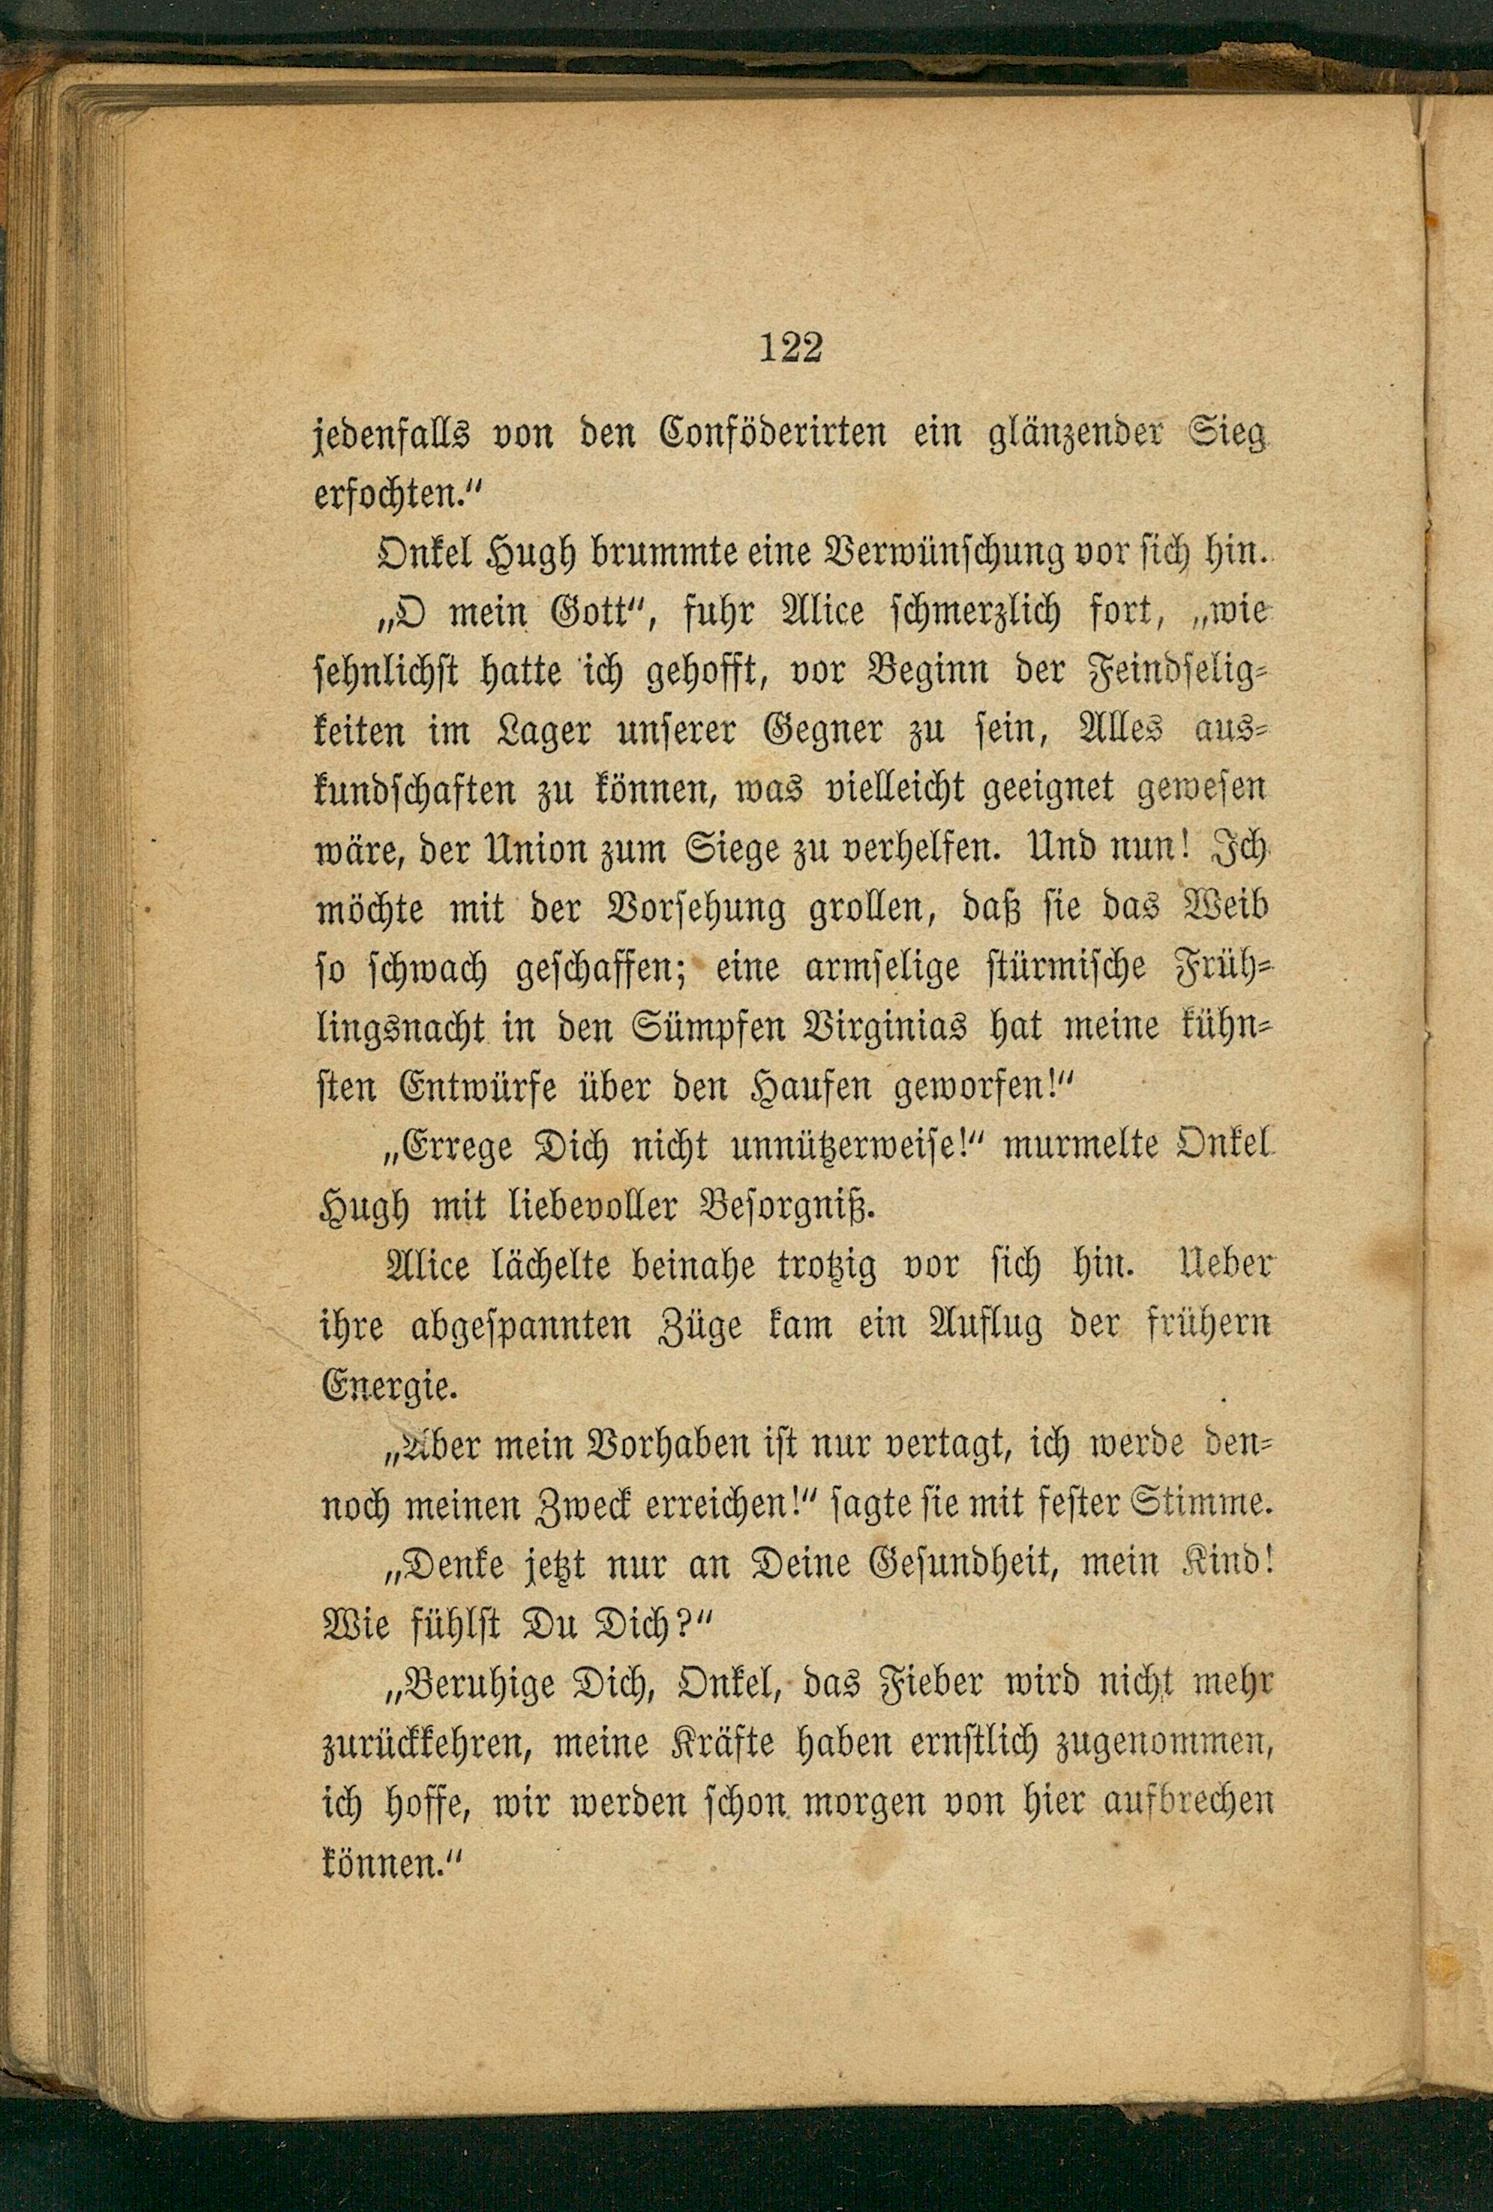 122
jedenfalls von den Conföderirten ein glänzender Sieg
erfochten.“
Onkel Hugh brummte eine Verwünschung vor sich hin.
„O mein Gott“, fuhr Alice schmerzlich fort, „wie
sehnlichst hatte ich gehofft, vor Beginn der Feindselig-
keiten im Lager unserer Gegner zu sein, Alles aus-
kundschaften zu können, was vielleicht geeignet gewesen
wäre, der Union zum Siege zu verhelfen. Und nun! Ich
möchte mit der Vorsehung grollen, daß sie das Weib
so schwach geschaffen; eine armselige stürmische Früh-
lingsnacht in den Sümpfen Virginias hat meine kühn-
sten Entwürfe über den Haufen geworfen!“
„Errege Dich nicht unnützerweise!“ murmelte Onkel
Hugh mit liebevoller Besorgniß.
Alice lächelte beinahe trotzig vor sich hin. Ueber
ihre abgespannten Züge kam ein Auflug der frühern
Energie.
„Aber mein Vorhaben ist nur vertagt, ich werde den-
noch meinen Zweck erreichen!“ sagte sie mit fester Stimme.
„Denke jetzt nur an Deine Gesundheit, mein Kind!
Wie fühlst Du Dich?“
„Beruhige Dich, Onkel, das Fieber wird nicht mehr
zurückkehren, meine Kräfte haben ernstlich zugenommen,
ich hoffe, wir werden schon morgen von hier aufbrechen
können.“